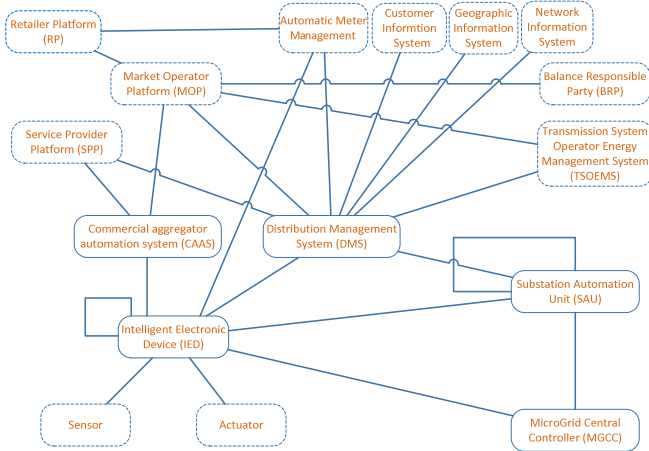 Retailer Platform
(RP)
Automatic Meter
Management
Customer
Informtion
System
Geographic
Information
System
Network
Information
System
Market Operator
Platform (MOP)
Balance Responsible
Party (BRP)
Service Provider
Platform (SPP)
Transmission System
Operator Energy
Management System
(TSOEMS)
Commercial aggregator
automation system (CAAS)
Distribution Management
System (DMS)
Substation Automation
Unit (SAU)
Intelligent Electronic
Device (IED)
Sensor
Actuator
MicroGrid Central
Controller (MGCC)